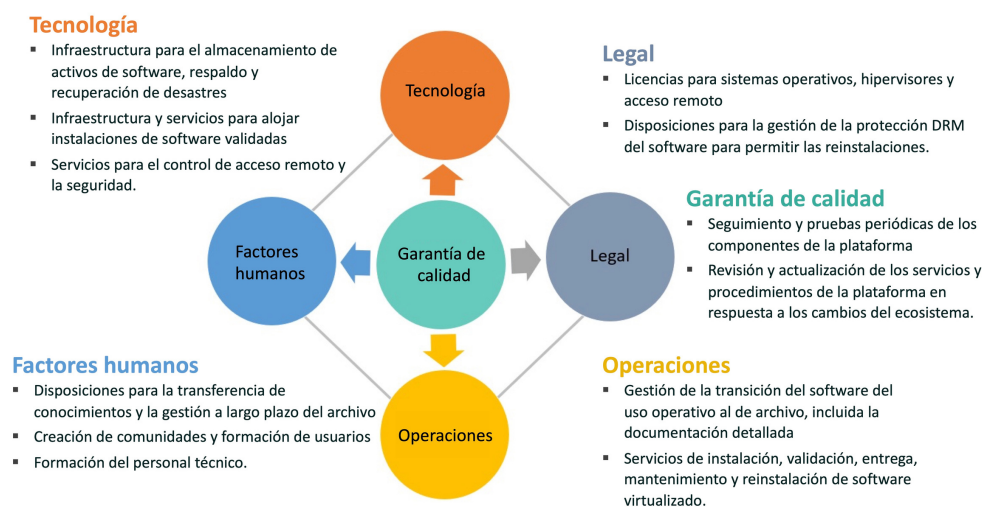 Tecnología
▪ Infraestructura para el almacenamiento de
activos de software, respaldo y
recuperación de desastres
▪ Infraestructura y servicios para alojar
instalaciones de software validadas
▪ Servicios para el control de acceso remoto y
la seguridad.
Tecnología
Legal
▪ Licencias para sistemas operativos, hipervisores y
acceso remoto
▪ Disposiciones para la gestión de la protección DRM
del software para permitir las reinstalaciones.
Factores
humanos
Garantía de
calidad
Legal
Garantía de calidad
▪ Seguimiento y pruebas periódicas de los
componentes de la plataforma
▪ Revisión y actualización de los servicios y
procedimientos de la plataforma en
respuesta a los cambios del ecosistema.
Factores humanos
▪ Disposiciones para la transferencia de
conocimientos y la gestión a largo plazo del archivo
▪ Creación de comunidades y formación de usuarios
▪ Formación del personal técnico.
Operaciones
Operaciones
▪ Gestión de la transición del software del
uso operativo al de archivo, incluida la
documentación detallada
▪ Servicios de instalación, validación, entrega,
mantenimiento y reinstalación de software
virtualizado.